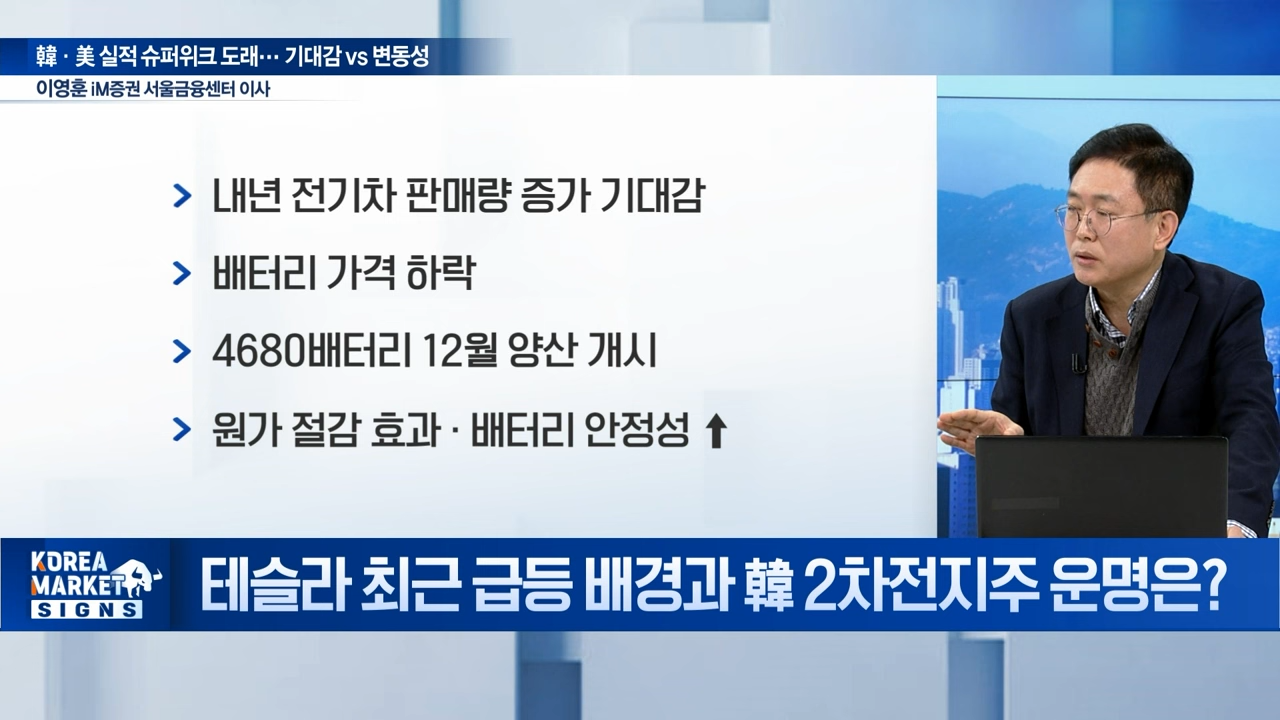 韓·美 실적 슈퍼위크 도래… 기대감 vs 변동성
이영훈 iM증권 서울금융센터 이사
> 내년 전기차 판매량 증가 기대감
> 배터리 가격 하락
> 4680배터리 12월 양산 개시
> 원가 절감 효과·배터리 안정성 ↑
KOREA
MARKET
SIGNS
테슬라 최근 급등 배경과 韓 2차전지주 운명은?